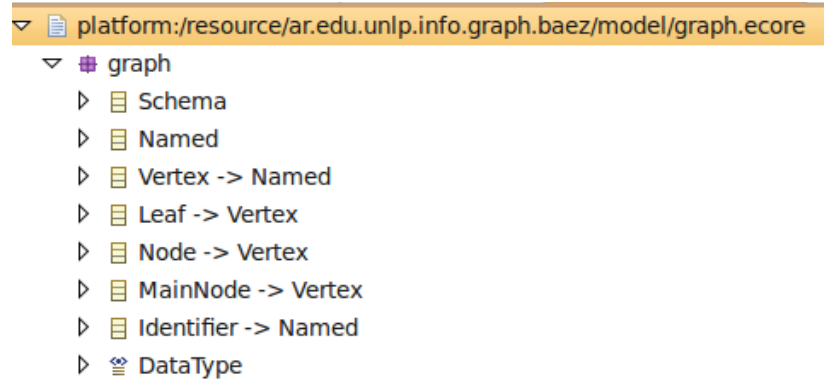 platform:/resource/ar.edu.unlp.info.graph.baez/model/graph.ecore
graph
Schema
Named
Vertex -> Named
Leaf -> Vertex
Node -> Vertex
MainNode -> Vertex
Identifier -> Named
DataType